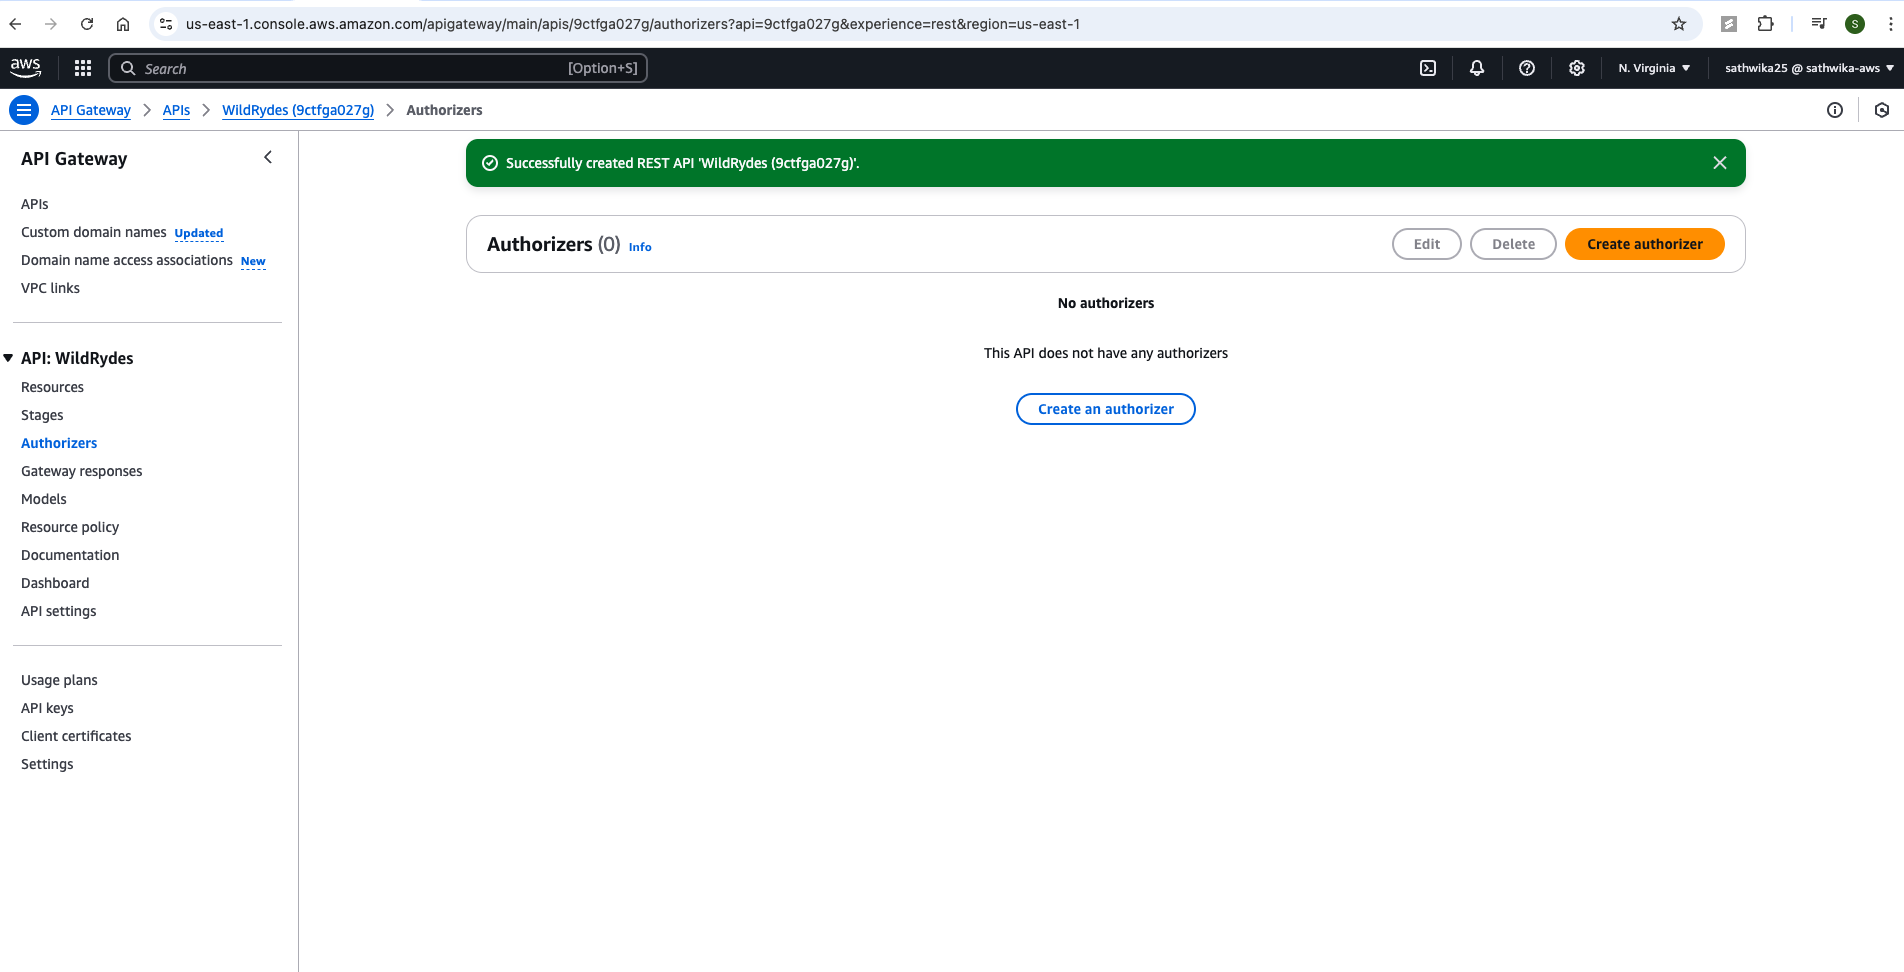 us-east-1.console.aws.amazon.com/apigateway/main/apis/9ctfga027g/authorizers?api=9ctfga027g&experience=rest&region=us-east-1
S
aws
Search
[Option+S]
N. Virginia
sathwika25 @ sathwika-aws
API Gateway
APIs
WildRydes (9ctfga027g)
Authorizers
API Gateway
APIs
Custom domain names Updated
Domain name access associations New
VPC links
API: WildRydes
Resources
Stages
Authorizers
Gateway responses
Models
Resource policy
Documentation
Dashboard
API settings
Usage plans
API keys
Client certificates
Settings
Successfully created REST API 'WildRydes (9ctfga027g)'.
Authorizers (0) Info
Edit
Delete
Create authorizer
No authorizers
This API does not have any authorizers
Create an authorizer